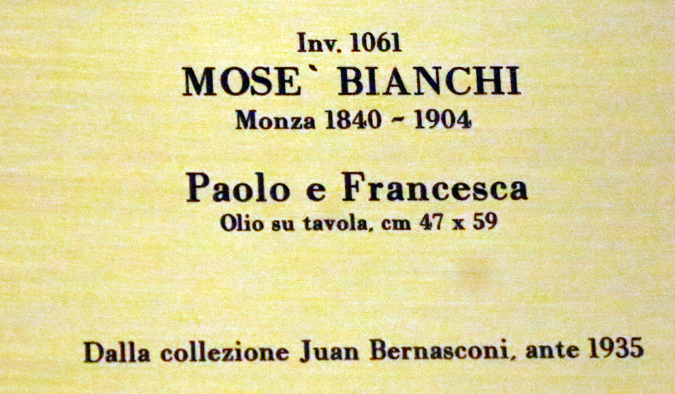 Inv. 1061
MOSE` BIANCHI
Monza 1840 ~ 1904
Paolo e Francesca
Olio su tavola, cm 47 x 59
Dalla collezione Juan Bernasconi, ante 1935